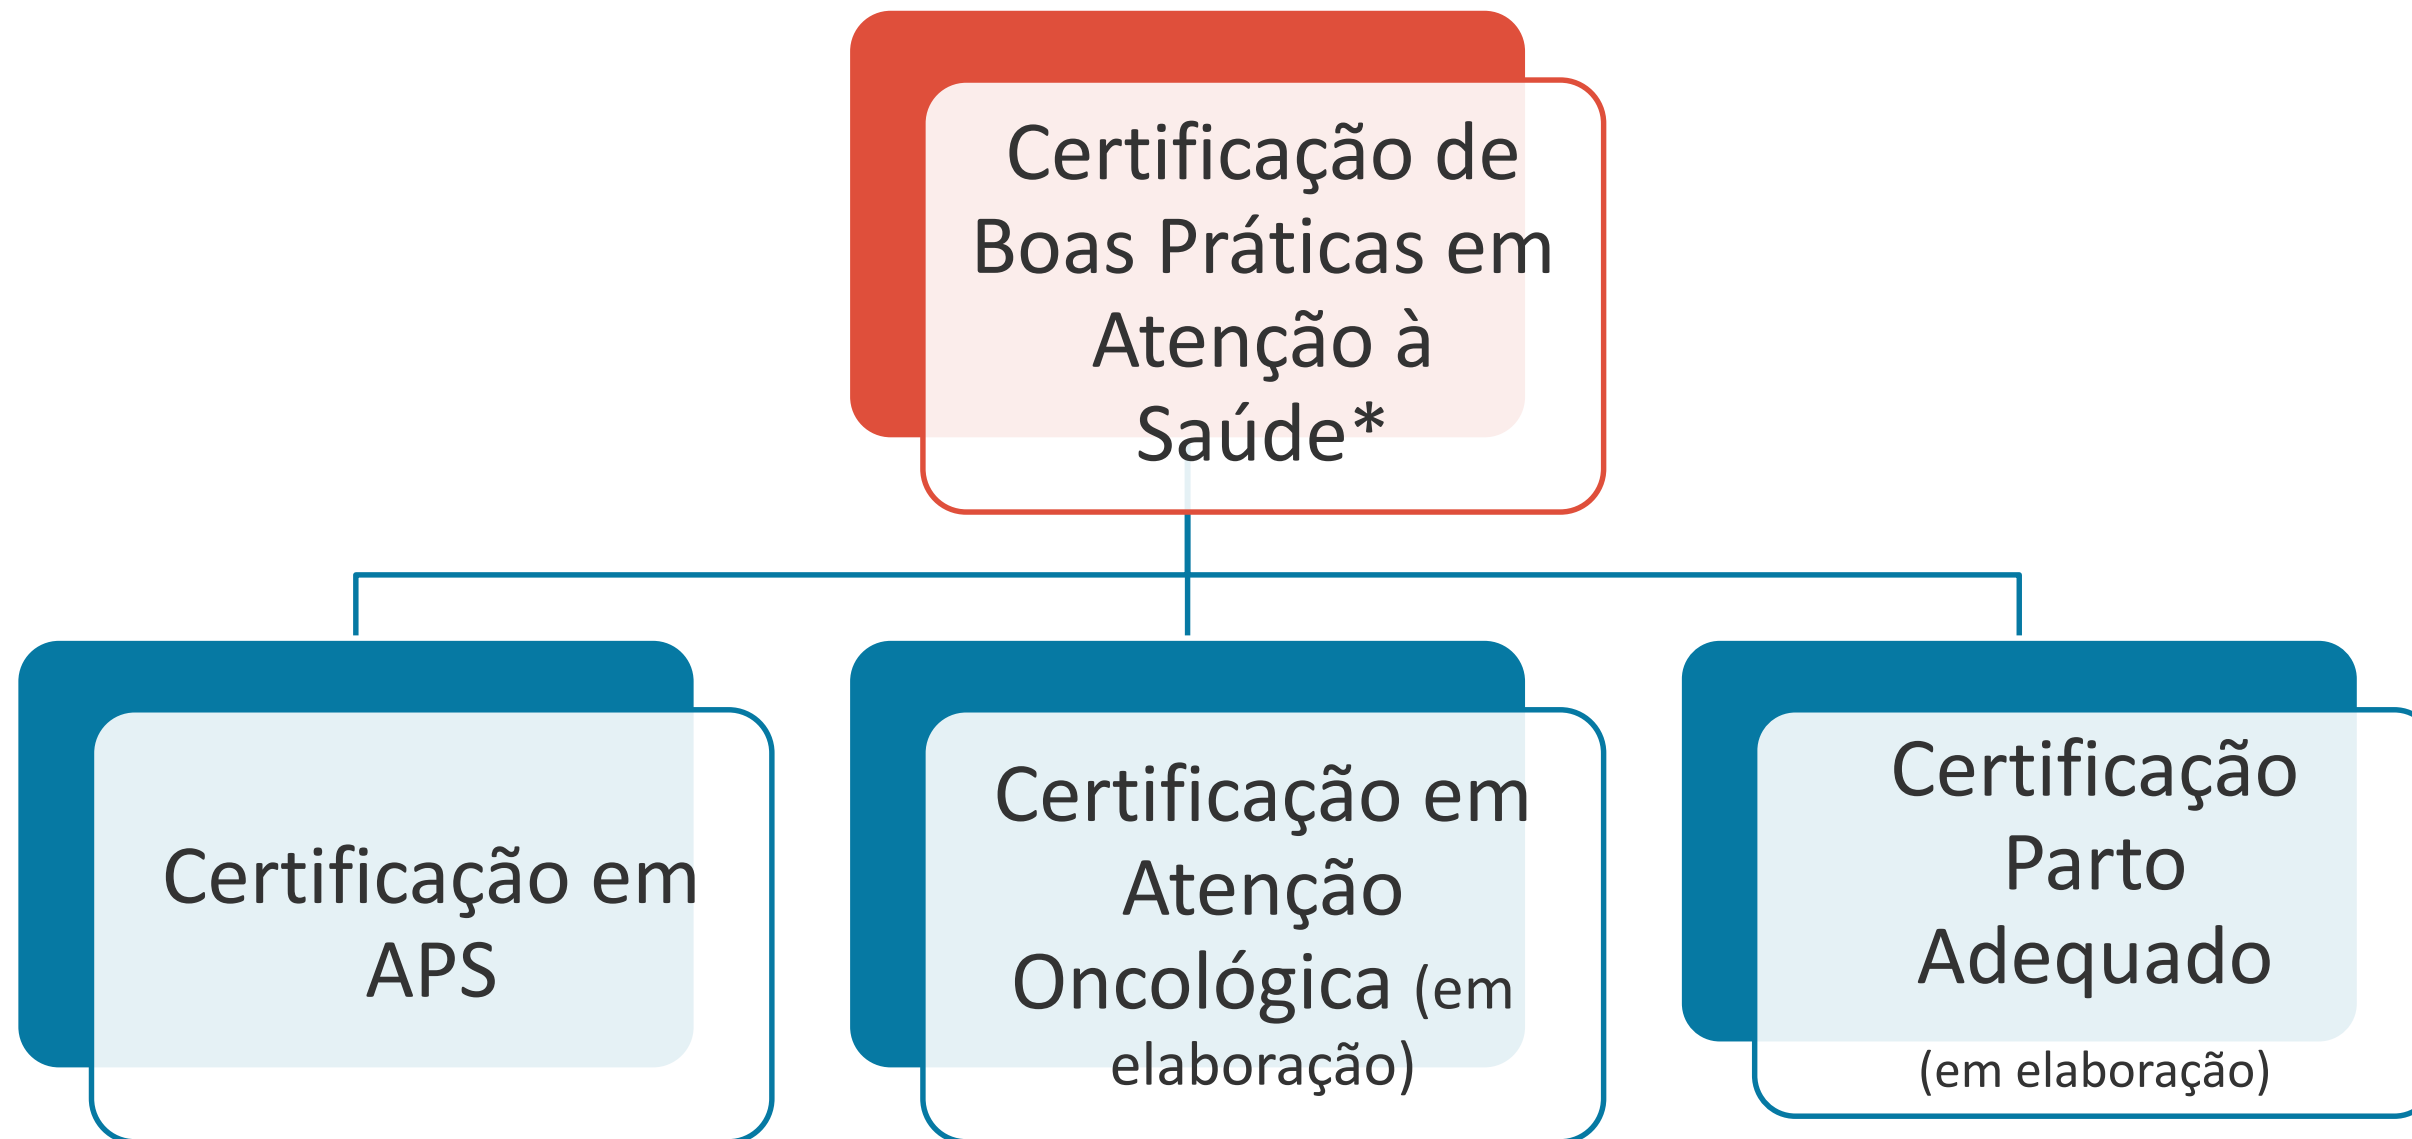 Certificação de
Boas Práticas em
Atenção à
Saúde*
Certificação em
APS
Certificação em
Atenção
Oncológica (em
elaboração)
Certificação
Parto
Adequado
(em elaboração)